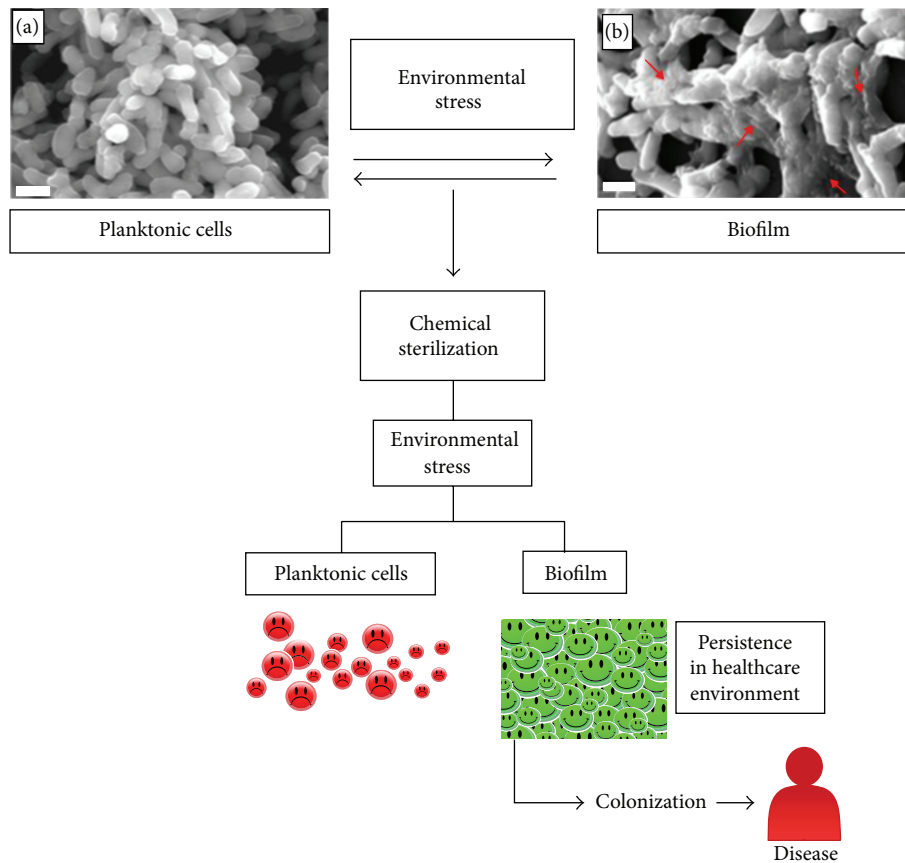 (a)
Environmental
stress
(b)
Planktonic cells
Biofilm
Chemical
sterilization
Environmental
stress
Planktonic cells
Biofilm
Persistence
in healthcare
environment
Colonization
Disease